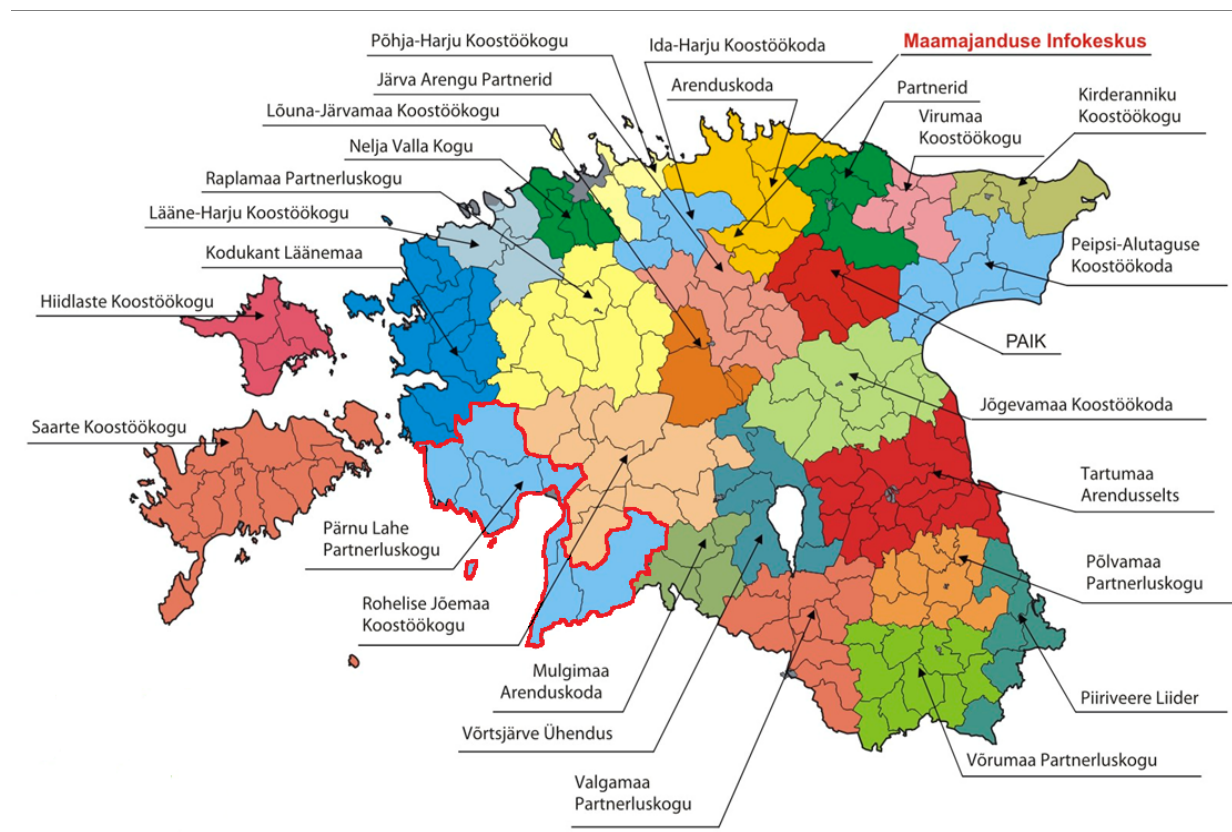 Põhja-Harju Koostöökogu
Ida-Harju Koostöökoda
Maamajanduse Infokeskus
Järva Arengu Partnerid
Arenduskoda
Partnerid
Kirderanniku
Koostöökogu
Lõuna-Järvamaa Koostöökogu
Virumaa
Koostöökogu
Nelja Valla Kogu
Raplamaa Partnerluskogu
Lääne-Harju Koostöökogu
Kodukant Läänemaa
Peipsi-Alutaguse
Koostöökoda
Hiidlaste Koostöökogu
PAIK
Jõgevamaa Koostöökoda
Saarte Koostöökogu
Tartumaa
Arendusselts
Pärnu Lahe
Partnerluskogu
Põlvamaa
Partnerluskogu
Rohelise Jõemaa
Koostöökogu
Mulgimaa
Arenduskoda
Piiriveere Liider
Võrtsjärve Ühendus
Võrumaa Partnerluskogu
Valgamaa
Partnerluskogu